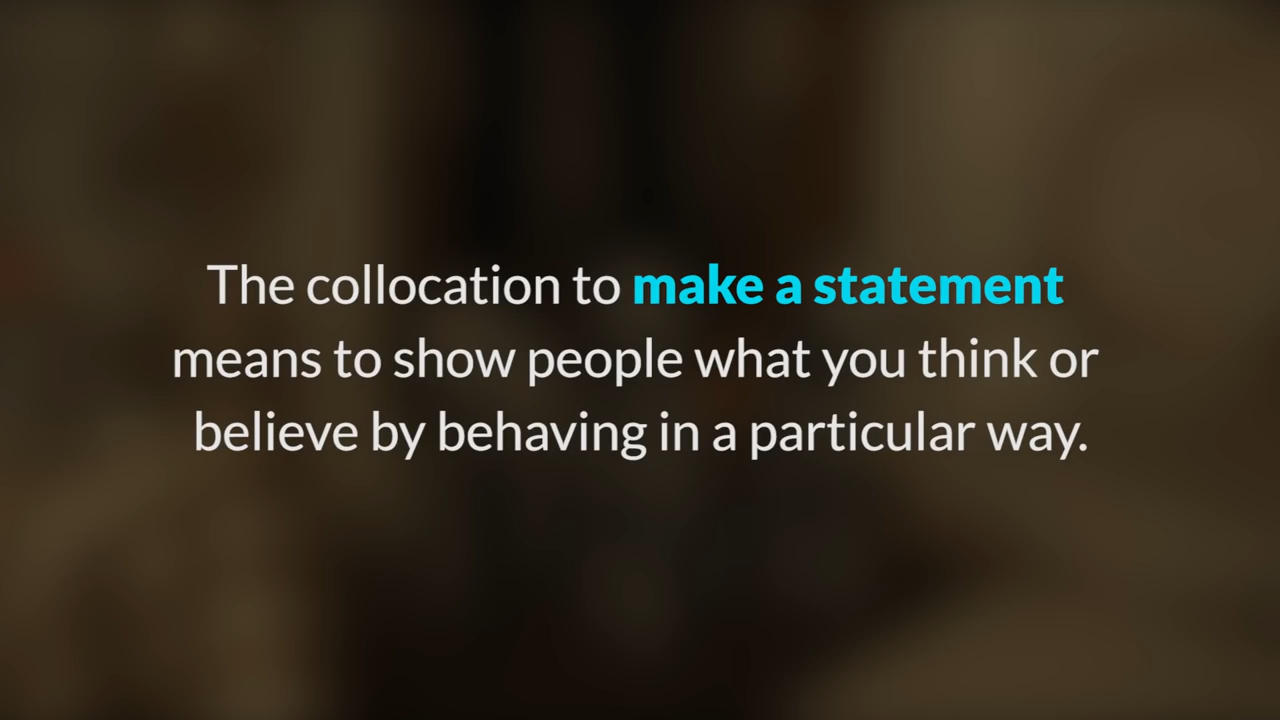 The collocation to make a statement
means to show people what you think or
believe by behaving in a particular way.